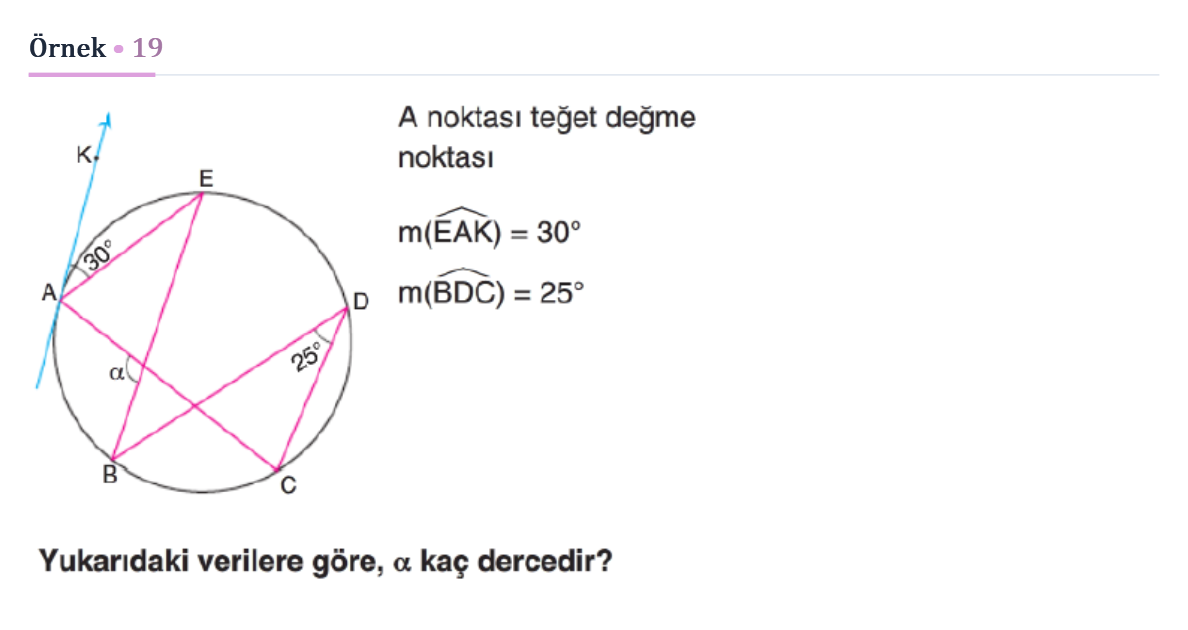 Örnek • 19
A noktası teğet değme
noktası
m(EAK) = 30°
m(BDC) = 25°
K
E
30°
A
D
25°
α
B
C
Yukarıdaki verilere göre, α kaç dercedir?